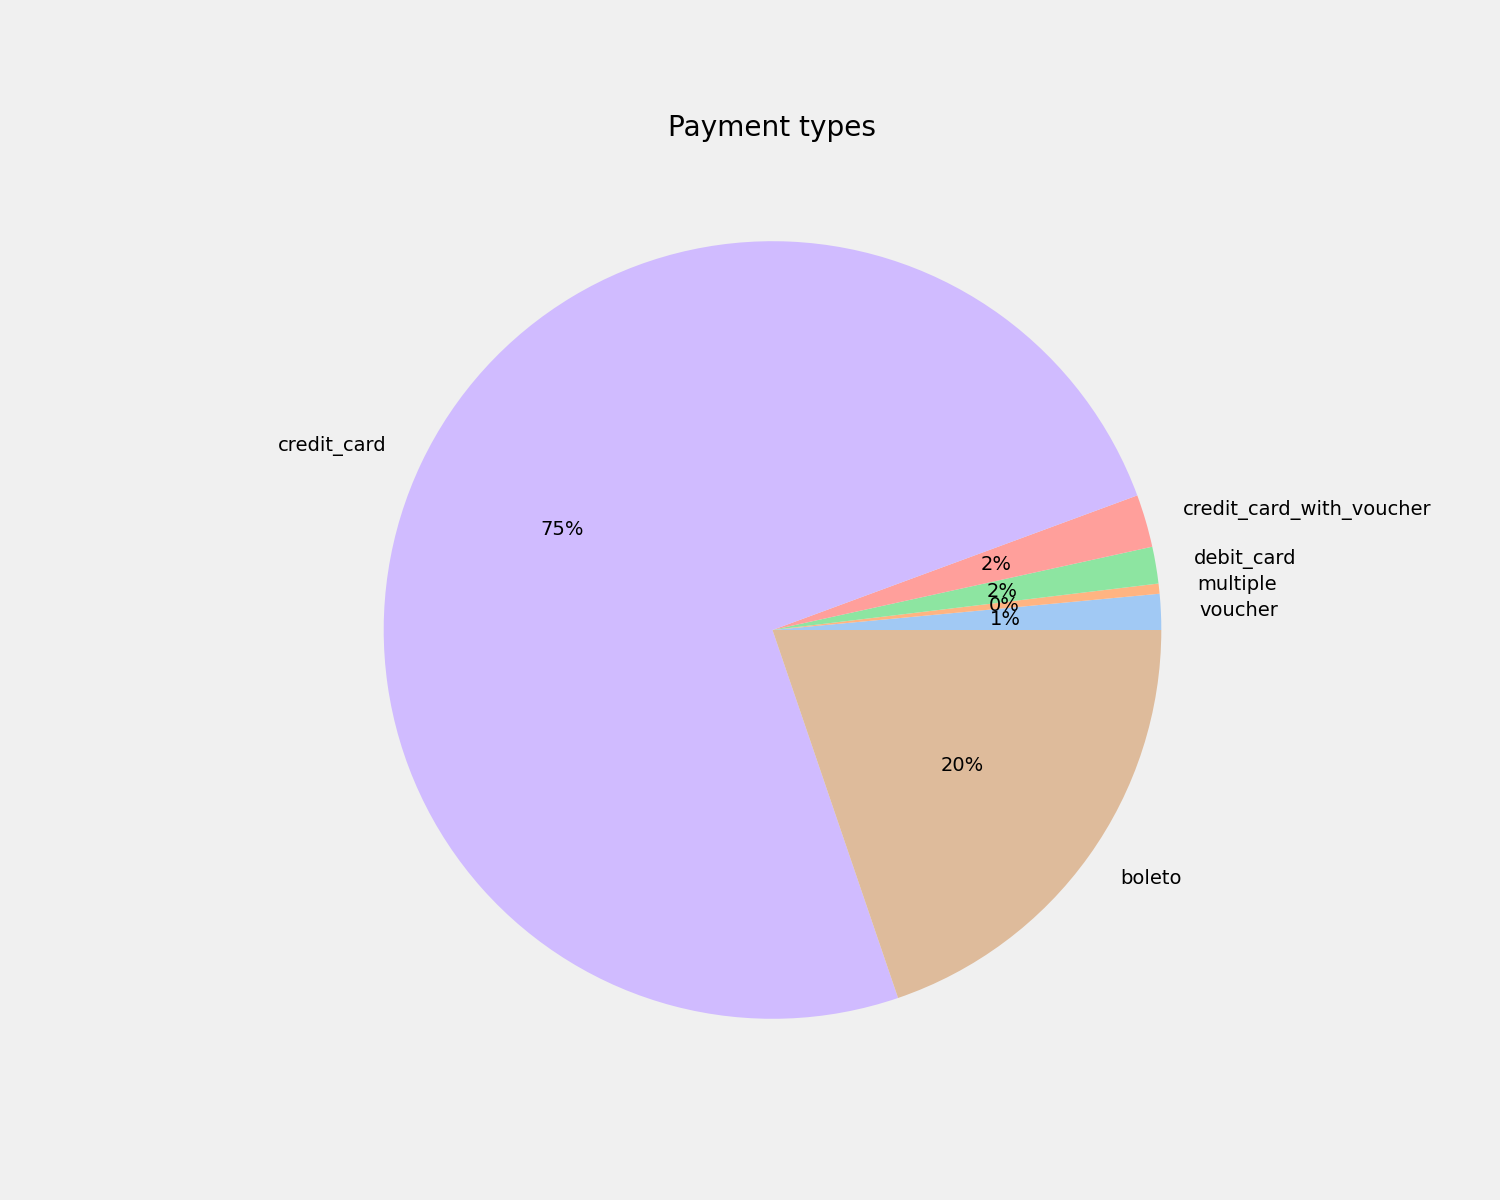 Payment types
credit_card
75%
credit_card_with_voucher
2%
debit_card
2%
multiple
0%
voucher
1%
20%
boleto